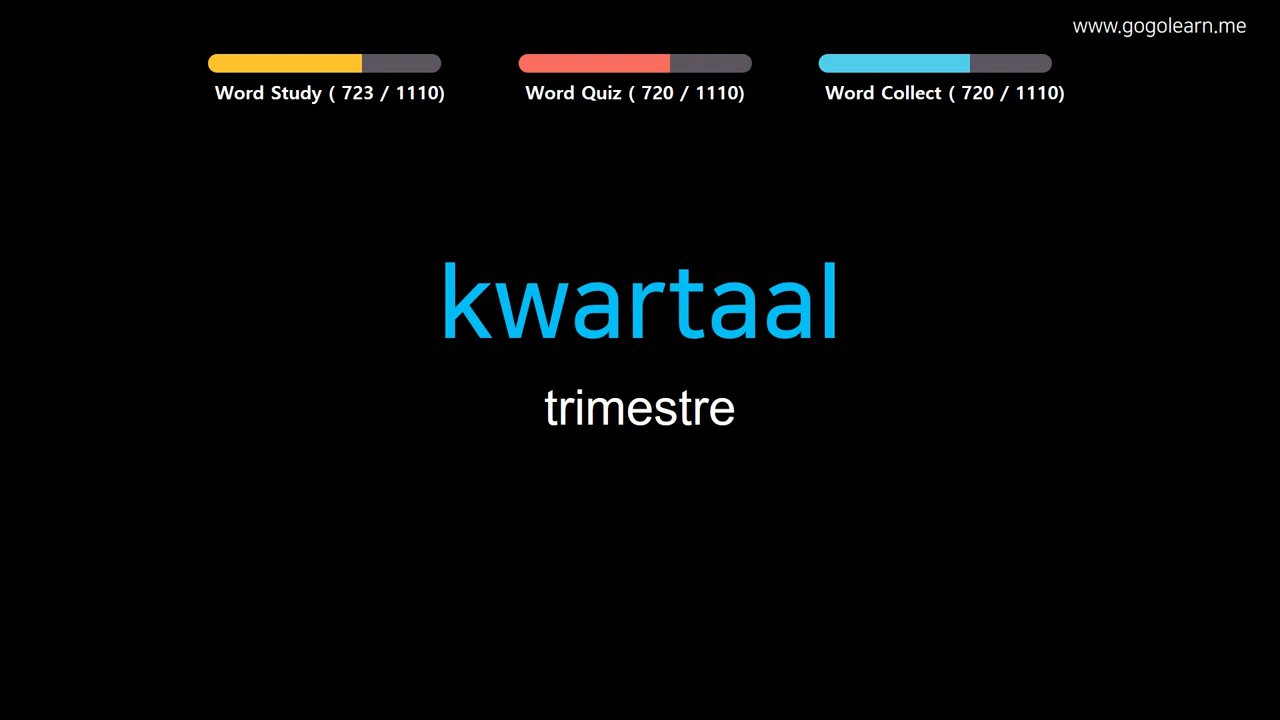 www.gogolearn.me
Word Study ( 723 / 1110)
Word Quiz ( 720 / 1110)
Word Collect ( 720 / 1110)
kwartaal
trimestre